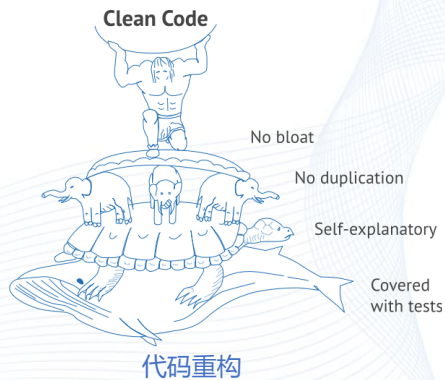 Clean Code
No bloat
No duplication
Self-explanatory
Covered
with tests
代码重构